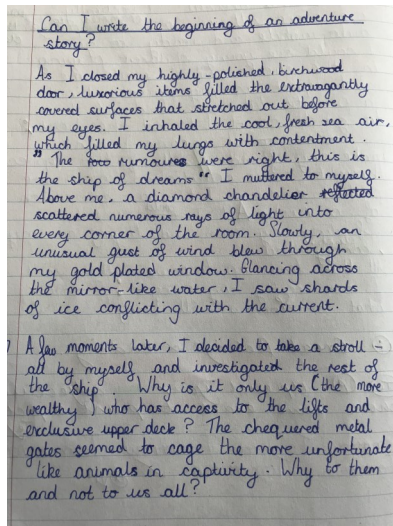 Can I write the beginning of an adventure
story?
As I closed my highly-polished, birchwood
door, luxurious items filled the extravagantly
covered surfaces that stretched out before
my eyes. I inhaled the cool, fresh sea air,
which filled my lungs with contentment.
"The rumours were right, this is
the ship of dreams" I muttered to myself.
Above me, a diamond chandelier reflected
scattered numerous rays of light into
every corner of the room. Slowly, an
unusual gust of wind blew through
my gold plated window. Glancing across
the mirror-like water, I saw shards
of ice conflicting with the current.
A few moments later, I decided to take a stroll -
all by myself and investigated the rest of
the ship. Why is it only us (the more
wealthy) who has access to the lifts and
exclusive upper deck? The chequered metal
gates seemed to cage the more unfortunate
like animals in captivity. Why to them
and not to us all?